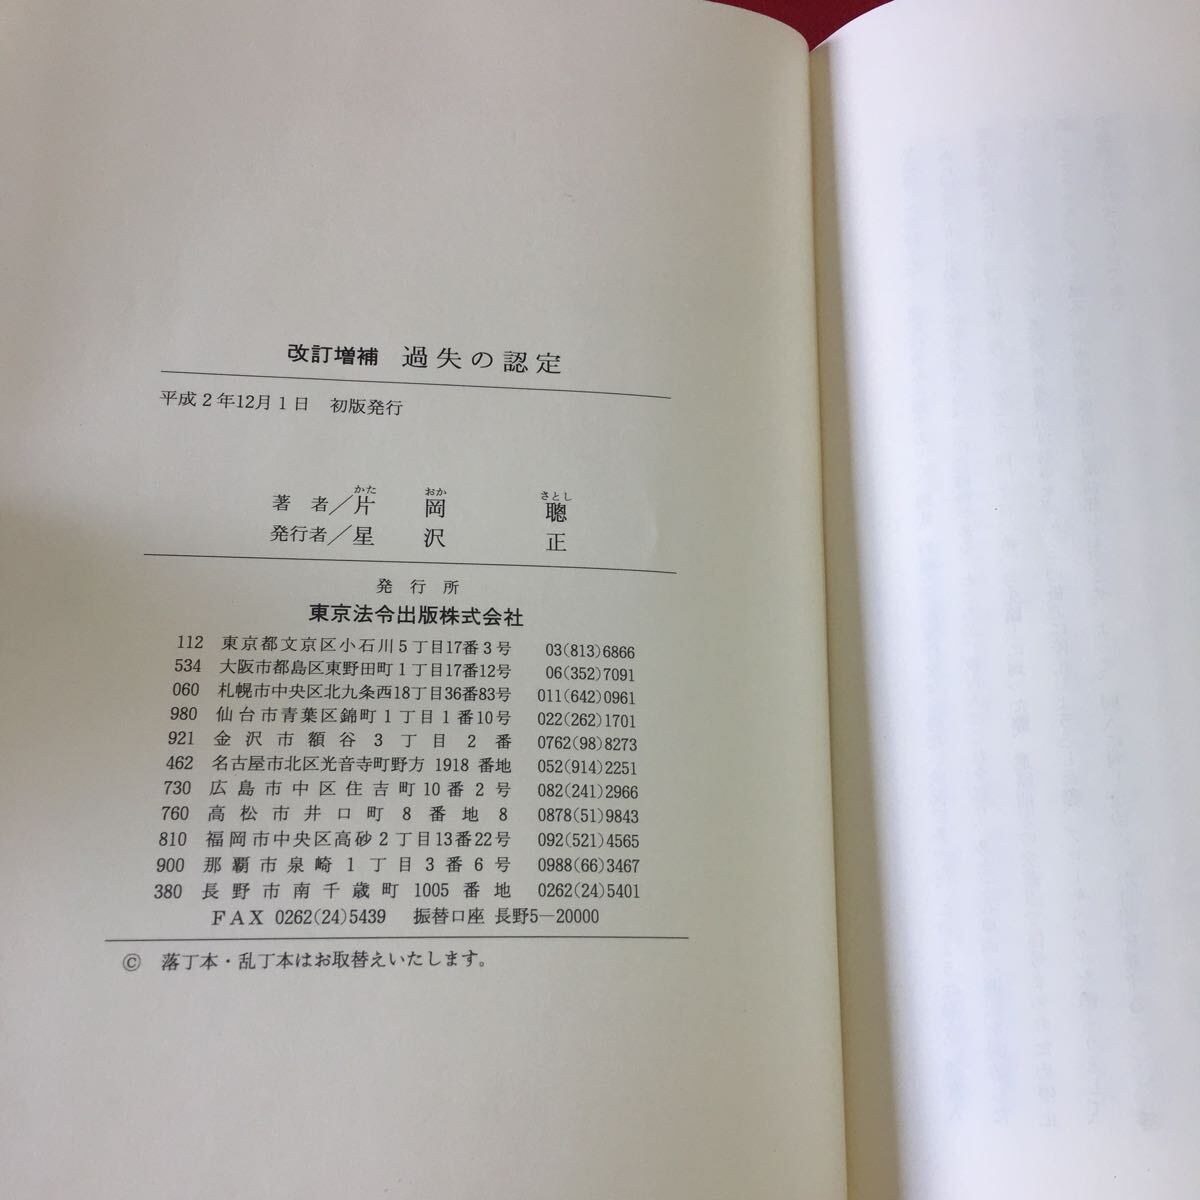 改訂増補 過失の認定
平成2年12月1日 初版発行
かた おか さとし
著者／片岡 聰
発行者／星沢 正
発行所
東京法令出版株式会社
112 東京都文京区小石川5丁目17番3号 03(813)6866
534 大阪市都島区東野田町1丁目17番12号 06(352)7091
060 札幌市中央区北九条西18丁目36番83号 011(642)0961
980 仙台市青葉区錦町1丁目1番10号 022(262)1701
921 金沢市額谷3丁目2番 0762(98)8273
462 名古屋市北区光音寺町野方 1918 番地 052(914)2251
730 広島市中区住吉町10番2号 082(241)2966
760 高松市井口町8番地8 0878(51)9843
810 福岡市中央区高砂2丁目13番22号 092(521)4565
900 那覇市泉崎1丁目3番6号 0988(66)3467
380 長野市南千歳町 1005 番地 0262(24)5401
FAX 0262(24)5439 振替口座 長野5―20000
© 落丁本・乱丁本はお取替えいたします。